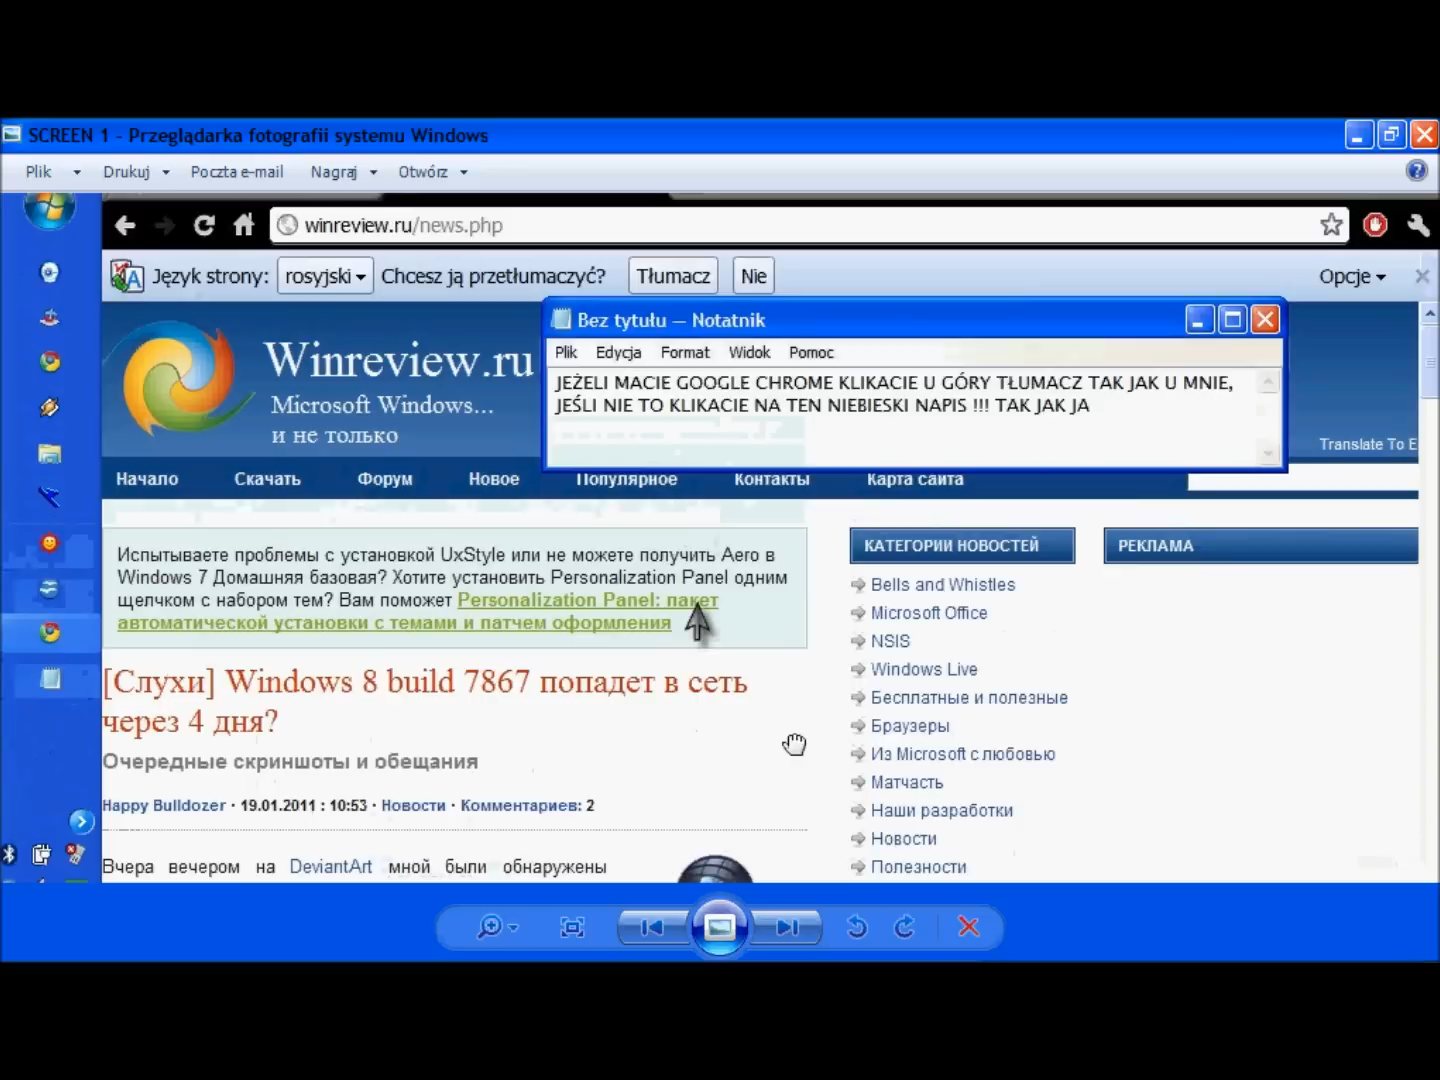 SCREEN 1 - Przeglądarka fotografii systemu Windows
Plik Drukuj Poczta e-mail Nagraj Otwórz
winreview.ru/news.php
Język strony: rosyjski Chcesz ją przetłumaczyć? Tłumacz Nie Opcje
Bez tytułu — Notatnik
Plik Edycja Format Widok Pomoc
JEŻELI MACIE GOOGLE CHROME KLIKACIE U GÓRY TŁUMACZ TAK JAK U MNIE,
JEŚLI NIE TO KLIKACIE NA TEN NIEBIESKI NAPIS !!! TAK JAK JA
Winreview.ru
Microsoft Windows...
и не только
Translate To E
Начало Скачать Форум Новое Популярное Контакты Карта сайта
Испытываете проблемы с установкой UxStyle или не можете получить Aero в
Windows 7 Домашняя базовая? Хотите установить Personalization Panel одним
щелчком с набором тем? Вам поможет Personalization Panel: пакет
автоматической установки с темами и патчем оформления
[Слухи] Windows 8 build 7867 попадет в сеть
через 4 дня?
Очередные скриншоты и обещания
Happy Bulldozer · 19.01.2011 : 10:53 · Новости · Комментариев: 2
Вчера вечером на DeviantArt мной были обнаружены
КАТЕГОРИИ НОВОСТЕЙ
Bells and Whistles
Microsoft Office
NSIS
Windows Live
Бесплатные и полезные
Браузеры
Из Microsoft с любовью
Матчасть
Наши разработки
Новости
Полезности
РЕКЛАМА